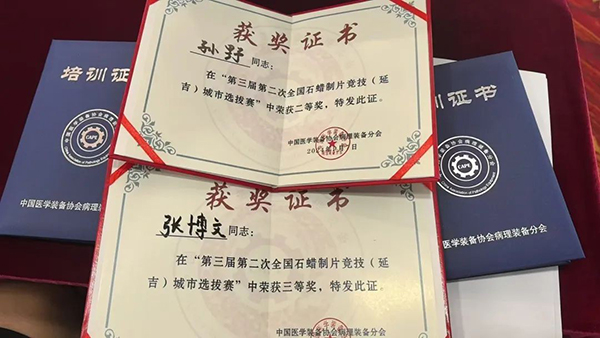 获奖证书
孙野 同志：
在“第三届第二次全国石蜡制片竞技（延
吉）城市选拔赛”中荣获二等奖，特发此证。
中国医学装备协会病理装备分会
获奖证书
张博文 同志：
在“第三届第二次全国石蜡制片竞技（延
吉）城市选拔赛”中荣获三等奖，特发此证。
中国医学装备协会病理装备分会
培训证
CAPE
中国医学装备协会病理装
训证书
CAPE
中国医学装备协会病理装备分会